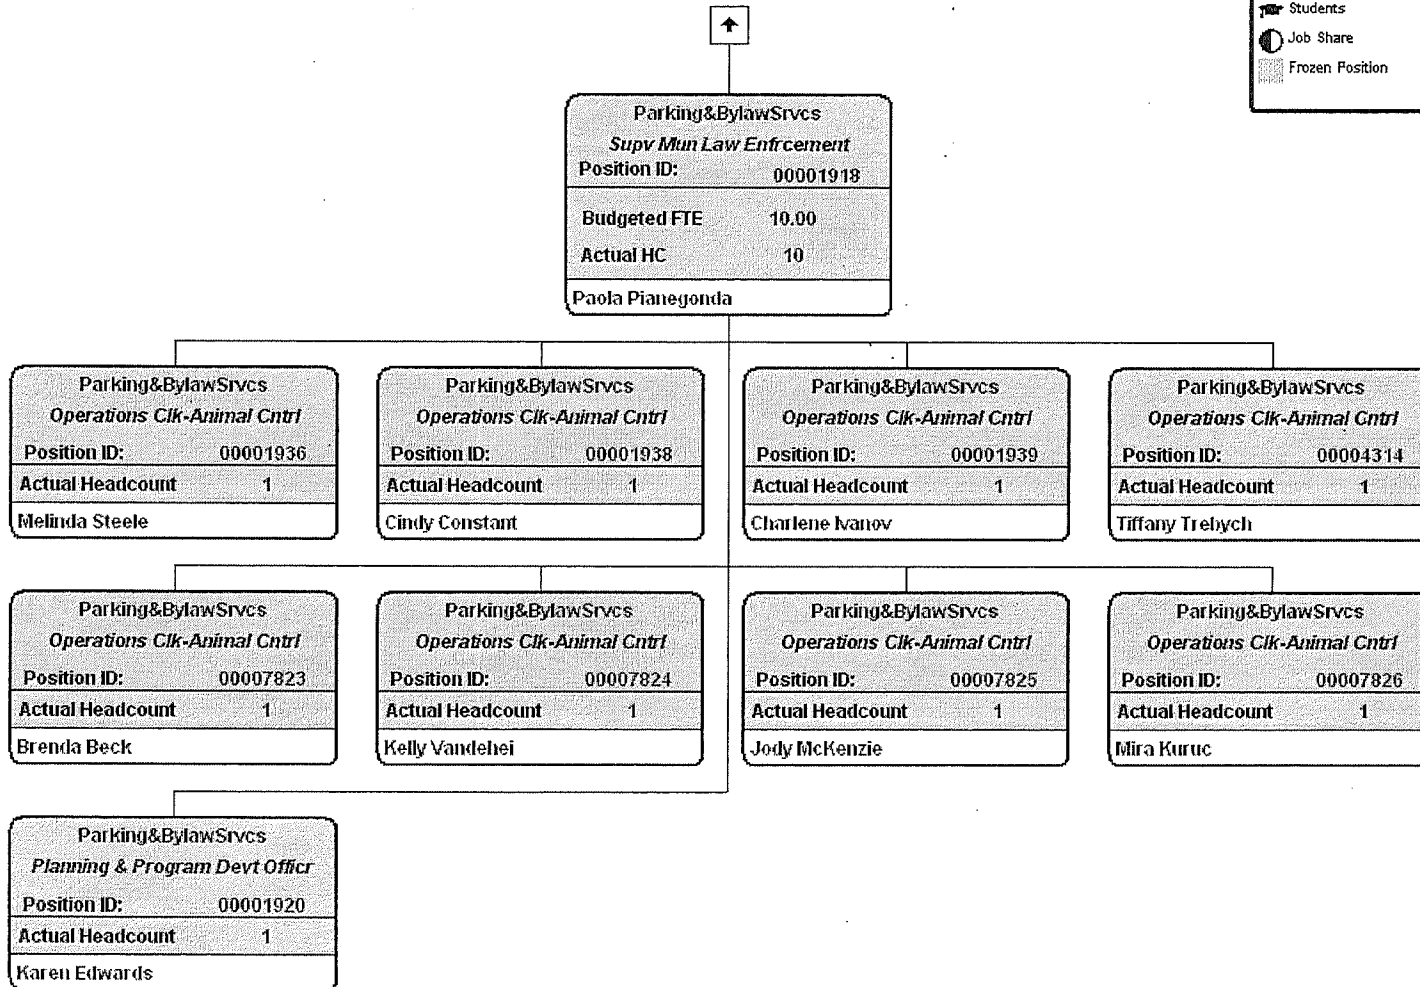 Students
Job Share
Frozen Position
Parking&BylawSrvcs
Supv Mun Law Enfrcement
Position ID: 00001918
Budgeted FTE 10.00
Actual HC 10
Paola Pianegonda
Parking&BylawSrvcs
Operations Clk-Animal Cntrl
Position ID: 00001936
Actual Headcount 1
Melinda Steele
Parking&BylawSrvcs
Operations Clk-Animal Cntrl
Position ID: 00001938
Actual Headcount 1
Cindy Constant
Parking&BylawSrvcs
Operations Clk-Animal Cntrl
Position ID: 00001939
Actual Headcount 1
Charlene Ivanov
Parking&BylawSrvcs
Operations Clk-Animal Cntrl
Position ID: 00004314
Actual Headcount 1
Tiffany Trebych
Parking&BylawSrvcs
Operations Clk-Animal Cntrl
Position ID: 00007823
Actual Headcount 1
Brenda Beck
Parking&BylawSrvcs
Operations Clk-Animal Cntrl
Position ID: 00007824
Actual Headcount 1
Kelly Vandehei
Parking&BylawSrvcs
Operations Clk-Animal Cntrl
Position ID: 00007825
Actual Headcount 1
Jody McKenzie
Parking&BylawSrvcs
Operations Clk-Animal Cntrl
Position ID: 00007826
Actual Headcount 1
Mira Kuruc
Parking&BylawSrvcs
Planning & Program Devt Officr
Position ID: 00001920
Actual Headcount 1
Karen Edwards